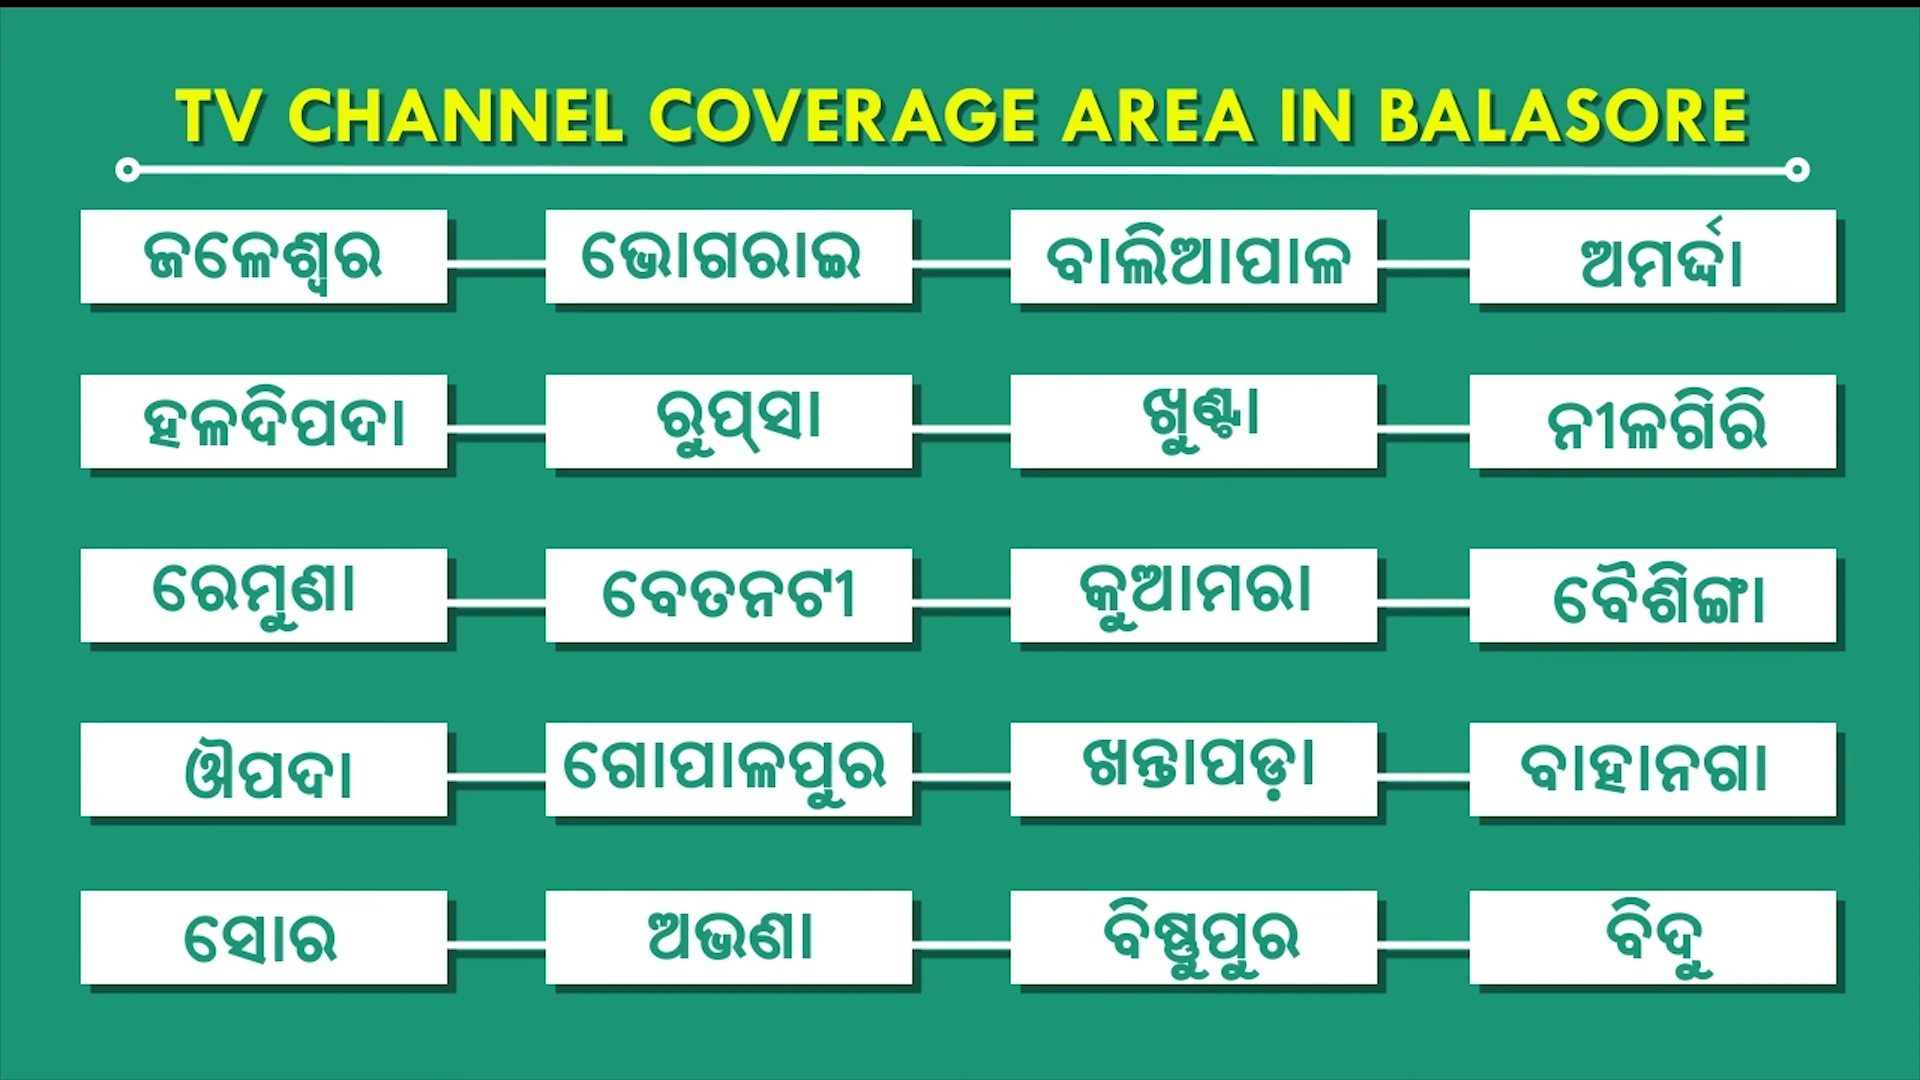 TV CHANNEL COVERAGE AREA IN BALASORE
ଜଳେଶ୍ୱର ଭୋଗରାଇ ବାଲିଆପାଳ ଅମର୍ଦ୍ଦା
ହଳଦିପଦା ରୁପ୍‌ସା ଖୁଣ୍ଟା ନୀଳଗିରି
ରେମୁଣା ବେତନଟୀ କୁଆମରା ବୈଶିଙ୍ଗା
ଔପଦା ଗୋପାଳପୁର ଖନ୍ତାପଡ଼ା ବାହାନଗା
ସୋର ଅଭଣା ବିଷ୍ଣୁପୁର ବିଦୁ